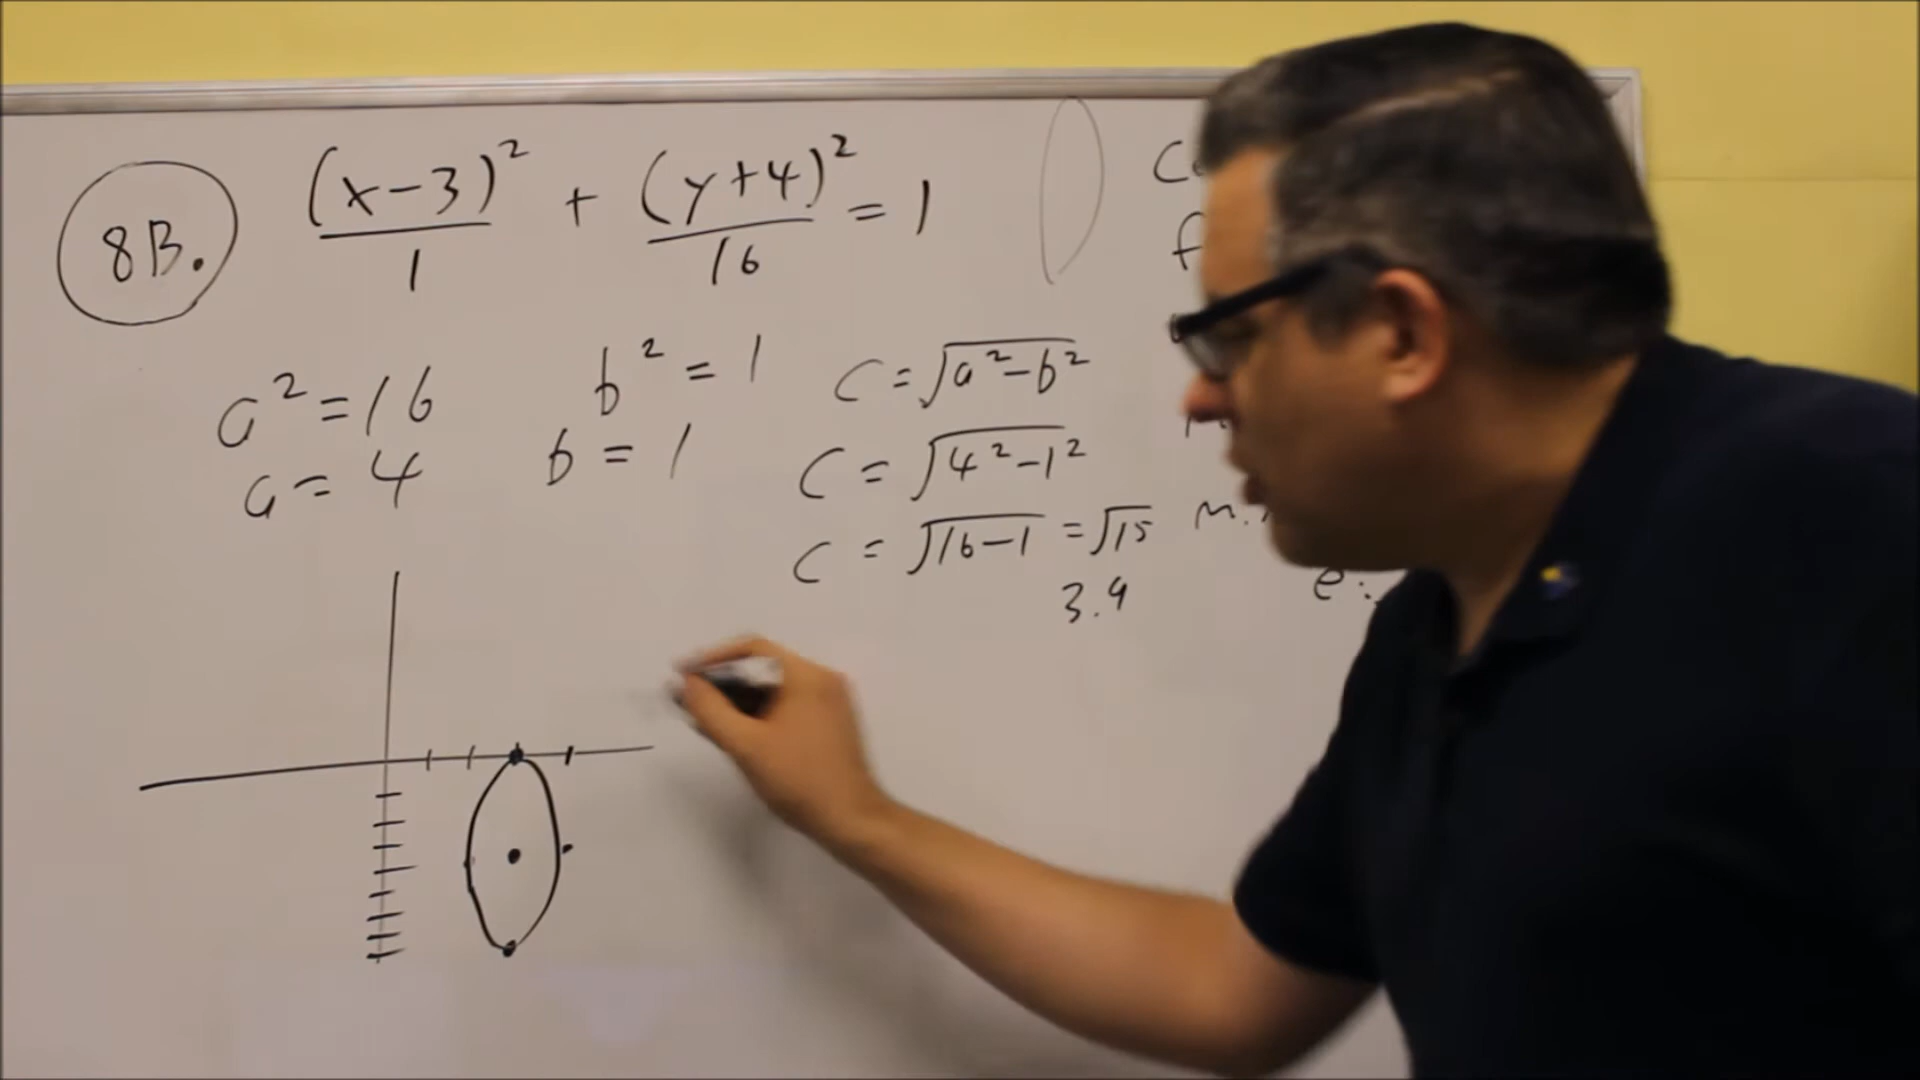 8B. (x-3)²/1 + (y+4)²/16 = 1
a² = 16
a = 4
b² = 1
b = 1
c = √(a²-b²)
c = √(4²-1²)
c = √(16-1) = √15
3.9
e: